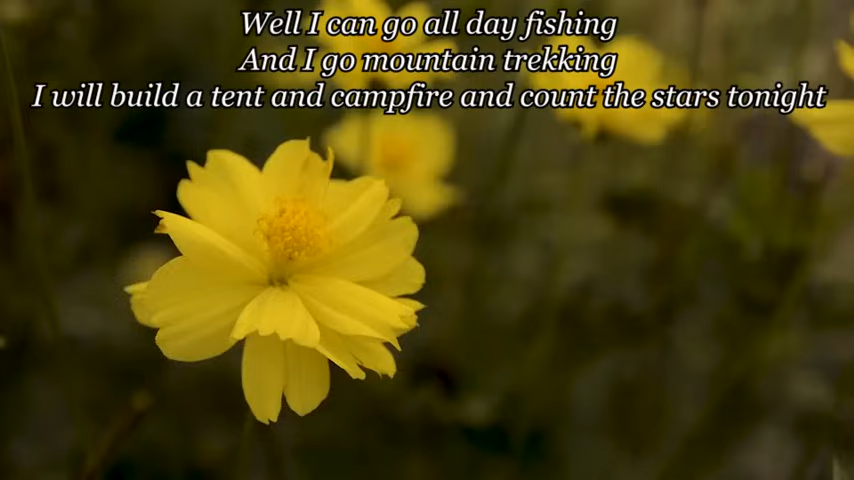 Well I can go all day fishing
And I go mountain trekking
I will build a tent and campfire and count the stars tonight